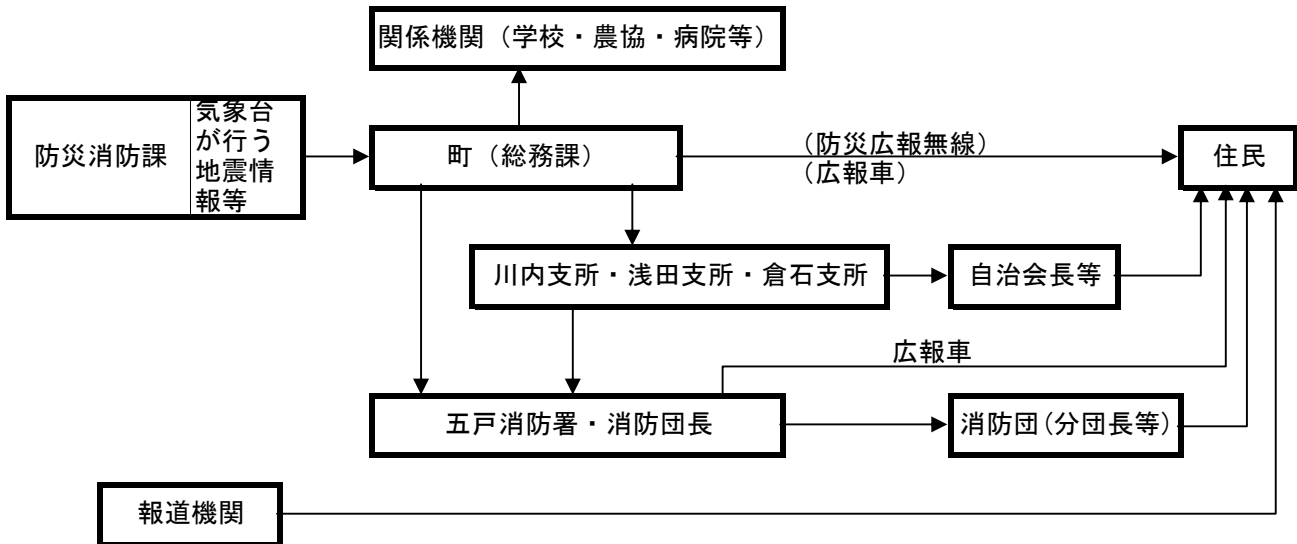 関係機関（学校・農協・病院等）
防災消防課
気象台
が行う
地震情
報等
町（総務課）
（防災広報無線）
（広報車）
住民
川内支所・浅田支所・倉石支所
自治会長等
広報車
五戸消防署・消防団長
消防団(分団長等)
報道機関